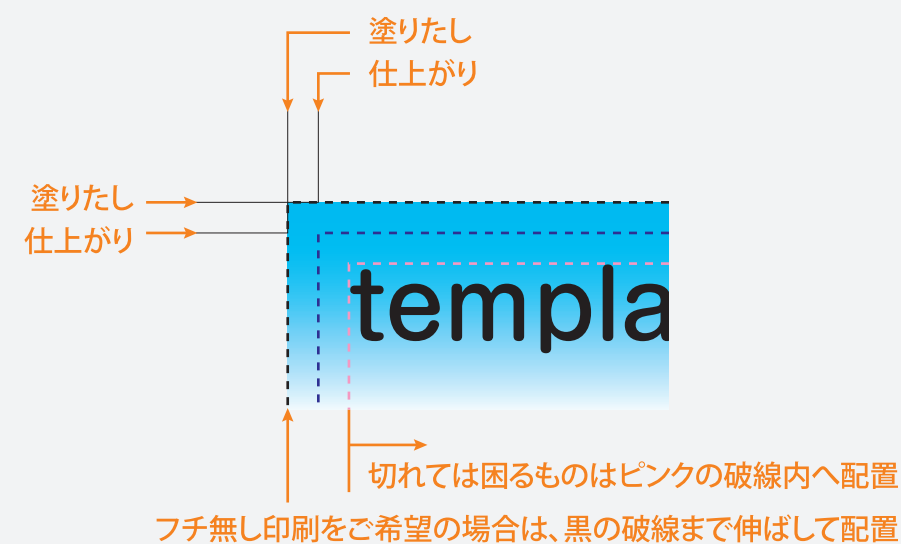 塗りたし
仕上がり
塗りたし
仕上がり
templa
切れては困るものはピンクの破線内へ配置
フチ無し印刷をご希望の場合は、黒の破線まで伸ばして配置